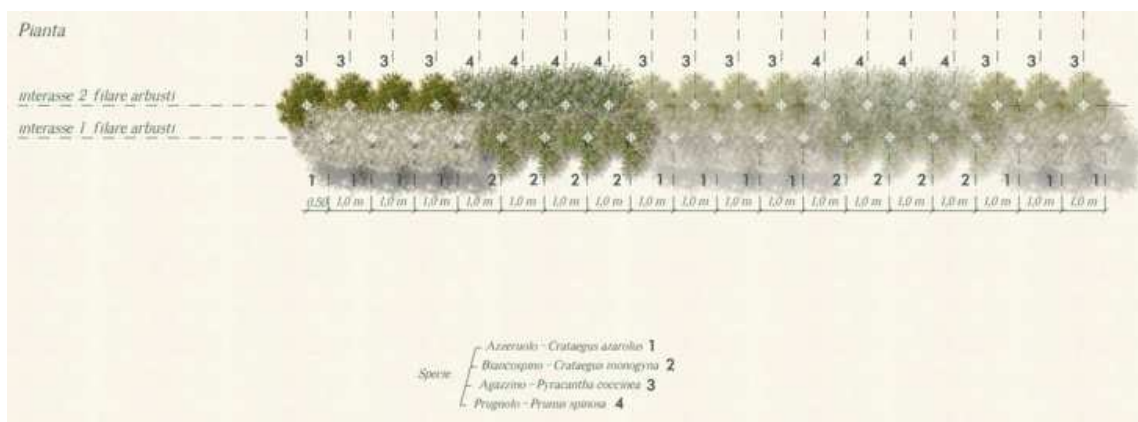 Pianta
3 3 3 3 4 4 4 4 3 3 3 3 4 4 4 4 3 3 3
interasse 2 filare arbusti
interasse 1 filare arbusti
1 1 1 1 2 2 2 2 1 1 1 1 2 2 2 2 1 1 1
0,50 1,0 m 1,0 m 1,0 m 1,0 m 1,0 m 1,0 m 1,0 m 1,0 m 1,0 m 1,0 m 1,0 m 1,0 m 1,0 m 1,0 m 1,0 m 1,0 m 1,0 m 1,0 m
Azzeruolo - Crataegus azarolus 1
Biancospino - Crataegus monogyna 2
Specie
Agazzino - Pyracantha coccinea 3
Prugnolo - Prunus spinosa 4